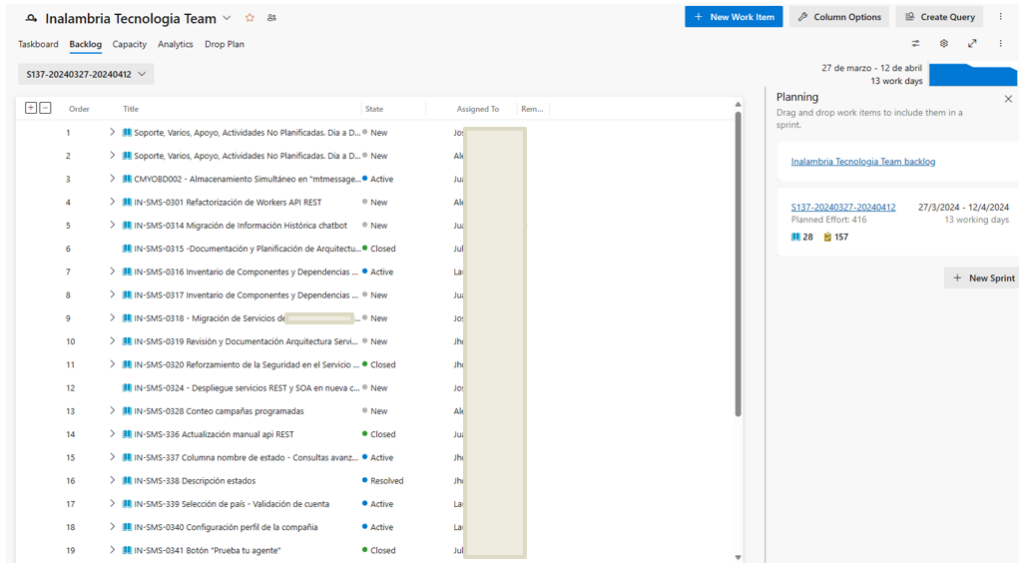 Inalambria Tecnologia Team
+ New Work Item
Column Options
Create Query
Taskboard Backlog Capacity Analytics Drop Plan
S137-20240327-20240412
27 de marzo - 12 de abril
13 work days
Order Title State Assigned To Rem...
1 Soporte, Varios, Apoyo, Actividades No Planificadas. Dia a D... New Jos
2 Soporte, Varios, Apoyo, Actividades No Planificadas. Dia a D... New Ale
3 CMYOBD002 - Almacenamiento Simultáneo en "mtmessage... Active Jua
4 IN-SMS-0301 Refactorización de Workers API REST New Ale
5 IN-SMS-0314 Migración de Información Histórica chatbot New Jua
6 IN-SMS-0315 -Documentación y Planificación de Arquitectu... Closed Jul
7 IN-SMS-0316 Inventario de Componentes y Dependencias ... Active Lau
8 IN-SMS-0317 Inventario de Componentes y Dependencias ... New Jua
9 IN-SMS-0318 - Migración de Servicios de ... New Jos
10 IN-SMS-0319 Revisión y Documentación Arquitectura Servi... New Jh
11 IN-SMS-0320 Reforzamiento de la Seguridad en el Servicio ... Closed Jh
12 IN-SMS-0324 - Despliegue servicios REST y SOA en nueva c... New Jos
13 IN-SMS-0328 Conteo campañas programadas New Ale
14 IN-SMS-336 Actualización manual api REST Closed Jua
15 IN-SMS-337 Columna nombre de estado - Consultas avanz... Active Jh
16 IN-SMS-338 Descripción estados Resolved Jh
17 IN-SMS-339 Selección de país - Validación de cuenta Active Lau
18 IN-SMS-0340 Configuración perfil de la compañia Active Lau
19 IN-SMS-0341 Botón "Prueba tu agente" Closed Jul
Planning
Drag and drop work items to include them in a
sprint.
Inalambria Tecnologia Team backlog
S137-20240327-20240412 27/3/2024 - 12/4/2024
Planned Effort: 416 13 working days
28 157
+ New Sprint